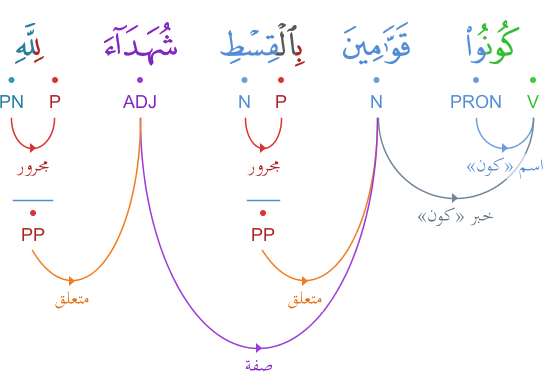 كُونُوا۟ قَوَّٰمِينَ بِٱلْقِسْطِ شُهَدَآءَ لِلَّهِ
V PRON N P N ADJ P PN
اسم «كون» مجرور مجرور
خبر «كون»
PP PP
متعلق متعلق
صفة